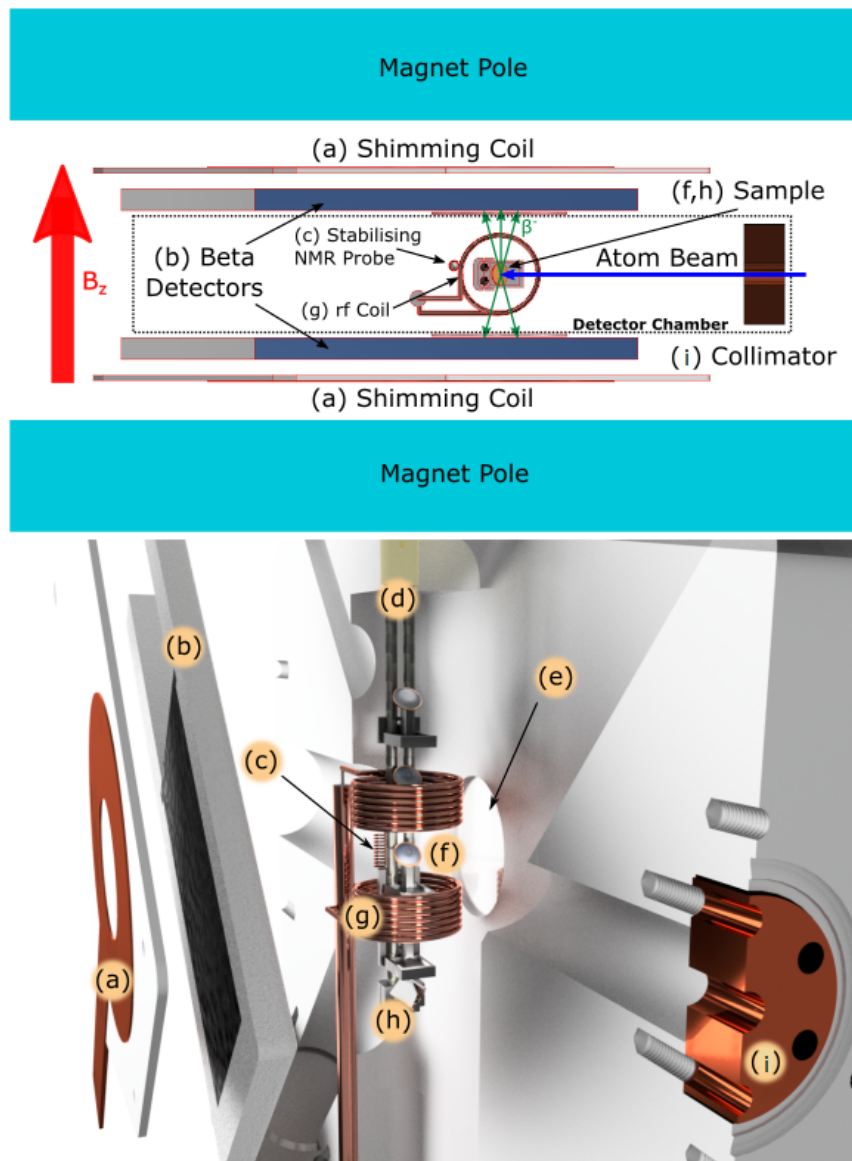 Magnet Pole
(a) Shimming Coil
(f,h) Sample
β-
(c) Stabilising
NMR Probe
(b) Beta
Detectors
Atom Beam
Bz
(g) rf Coil
Detector Chamber
(i) Collimator
(a) Shimming Coil
Magnet Pole
(d)
(b)
(e)
(c)
(f)
(g)
(a)
(h)
(i)